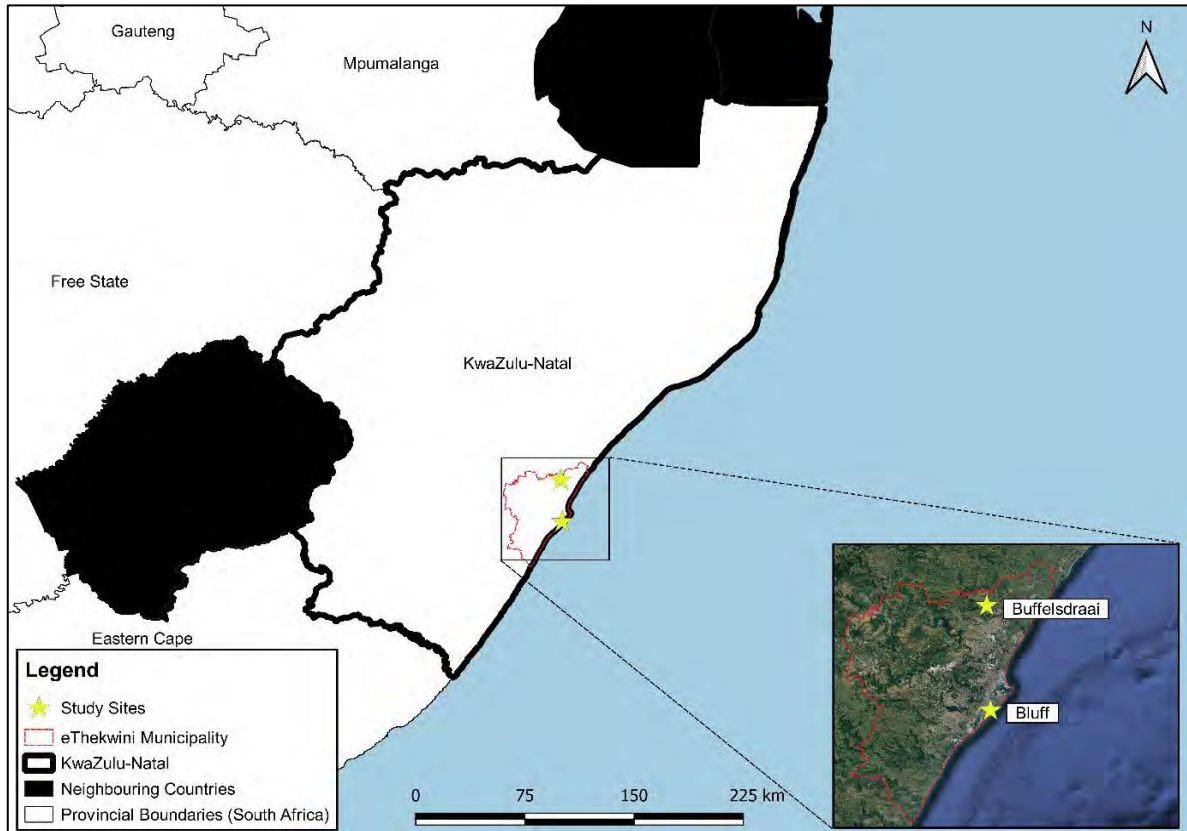 Gauteng
Mpumalanga
N
Free State
KwaZulu-Natal
Eastern Cape
Legend
Study Sites
eThekwini Municipality
KwaZulu-Natal
Neighbouring Countries
Provincial Boundaries (South Africa)
0 75 150 225 km
Buffelsdraai
Bluff